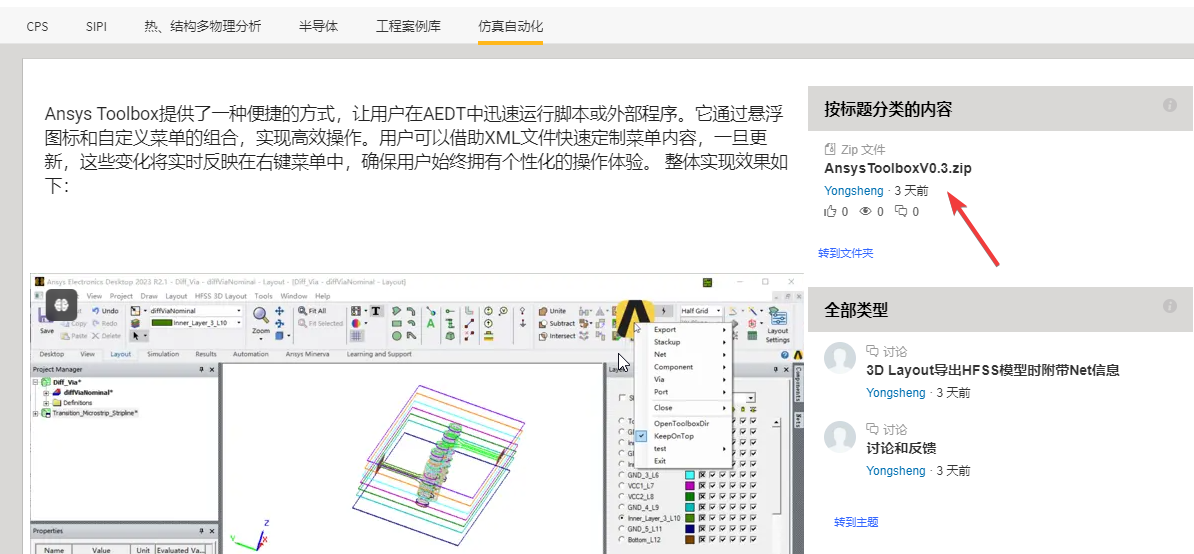 CPS SIPI 热、结构多物理分析 半导体 工程案例库 仿真自动化
Ansys Toolbox提供了一种便捷的方式，让用户在AEDT中迅速运行脚本或外部程序。它通过悬浮
图标和自定义菜单的组合，实现高效操作。用户可以借助XML文件快速定制菜单内容，一旦更
新，这些变化将实时反映在右键菜单中，确保用户始终拥有个性化的操作体验。 整体实现效果如
下：
Ansys Electronics Desktop 2023 R2.1 - Diff_Via - diffViaNominal - Layout - [Diff_Via - diffViaNominal - Layout]
View Project Draw Layout HFSS 3D Layout Tools Window Help
Save
Copy
Paste
Undo
Redo
Delete
diffViaNominal
Inner_Layer_3_L10
Zoom
Fit All
Fit Selected
Unite
Subtract
Intersect
Half Grid
Layout
Settings
Desktop View Layout Simulation Results Automation Ansys Minerva Learning and Support
Project Manager
Diff_Via*
diffViaNominal*
Definitions
Transition_Microstrip_Stripline*
Properties
Name Value Unit Evaluated Va...
Z
Y
X
Export
Stackup
Net
Component
Via
Port
Close
OpenToolboxDir
KeepOnTop
test
Exit
GND_3_L6
VCC1_L7
VCC2_L8
GND_4_L9
Inner_Layer_3_L10
GND_5_L11
Bottom_L12
Components
Nets
按标题分类的内容
Zip 文件
AnsysToolboxV0.3.zip
Yongsheng · 3 天前
0 0 0
转到文件夹
全部类型
讨论
3D Layout导出HFSS模型时附带Net信息
Yongsheng · 3 天前
讨论
讨论和反馈
Yongsheng · 3 天前
转到主题